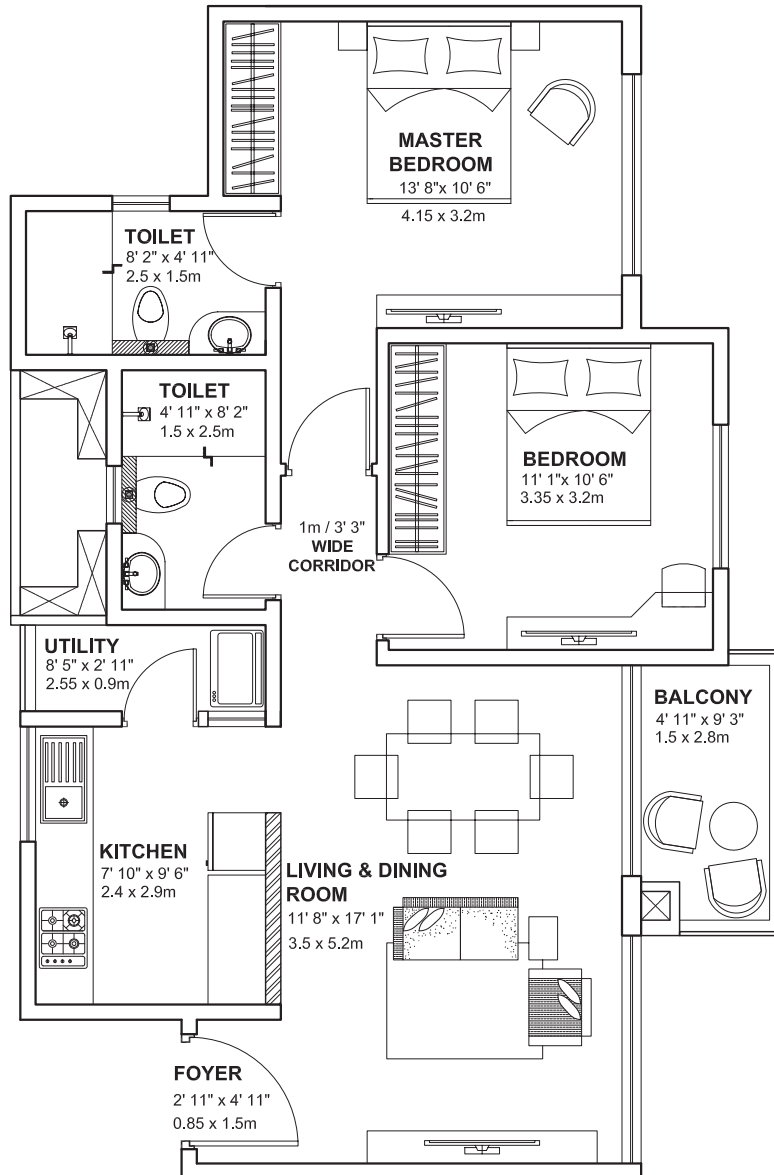 MASTER
BEDROOM
13' 8"x 10' 6"
4.15 x 3.2m
TOILET
8' 2" x 4' 11"
2.5 x 1.5m
TOILET
4' 11" x 8' 2"
1.5 x 2.5m
BEDROOM
11' 1"x 10' 6"
3.35 x 3.2m
1m / 3' 3"
WIDE
CORRIDOR
UTILITY
8' 5" x 2' 11"
2.55 x 0.9m
BALCONY
4' 11" x 9' 3"
1.5 x 2.8m
KITCHEN
7' 10" x 9' 6"
2.4 x 2.9m
LIVING & DINING
ROOM
11' 8" x 17' 1"
3.5 x 5.2m
FOYER
2' 11" x 4' 11"
0.85 x 1.5m